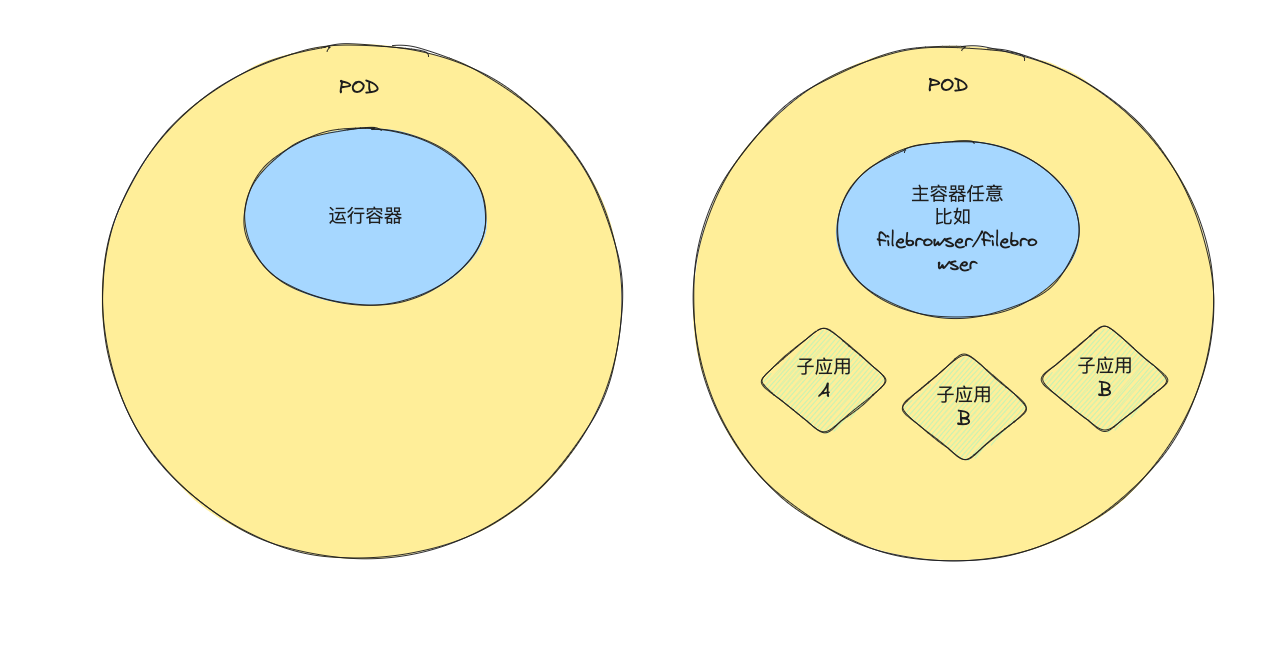 POD
运行容器
POD
主容器任意
比如
filebrowser/filebro
wser
子应用
A
子应用
B
子应用
B